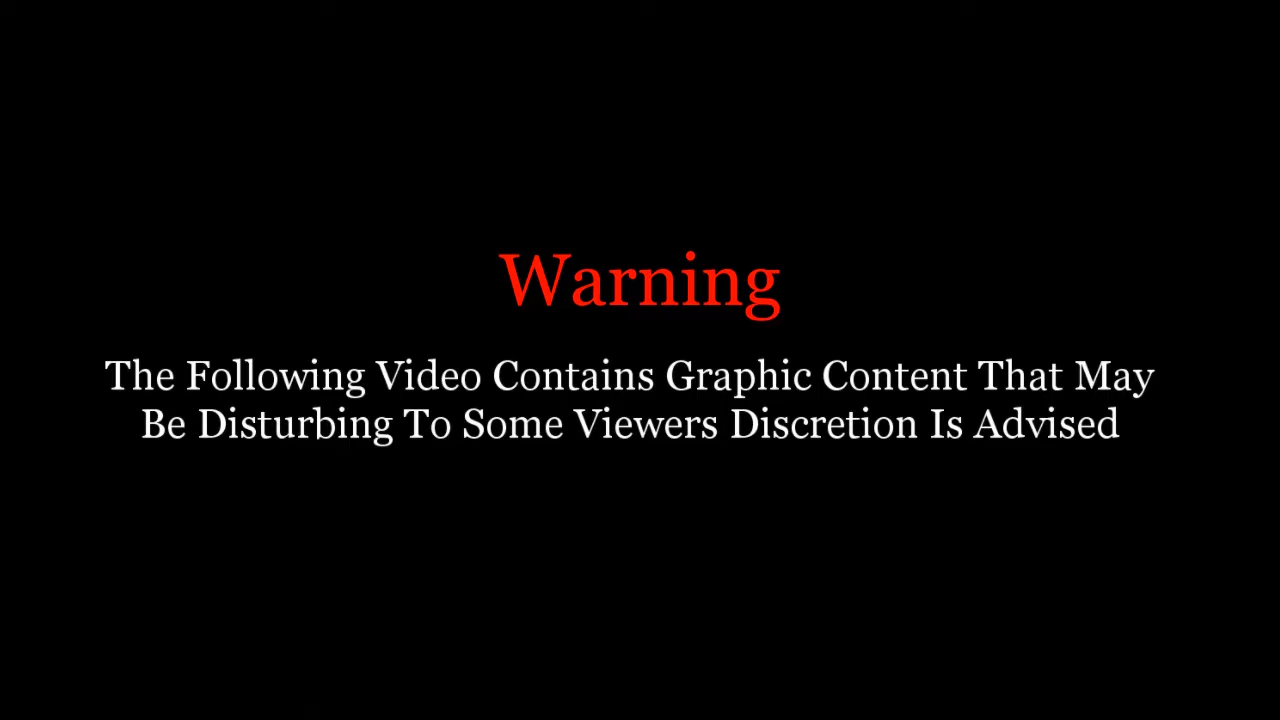 Warning
The Following Video Contains Graphic Content That May
Be Disturbing To Some Viewers Discretion Is Advised